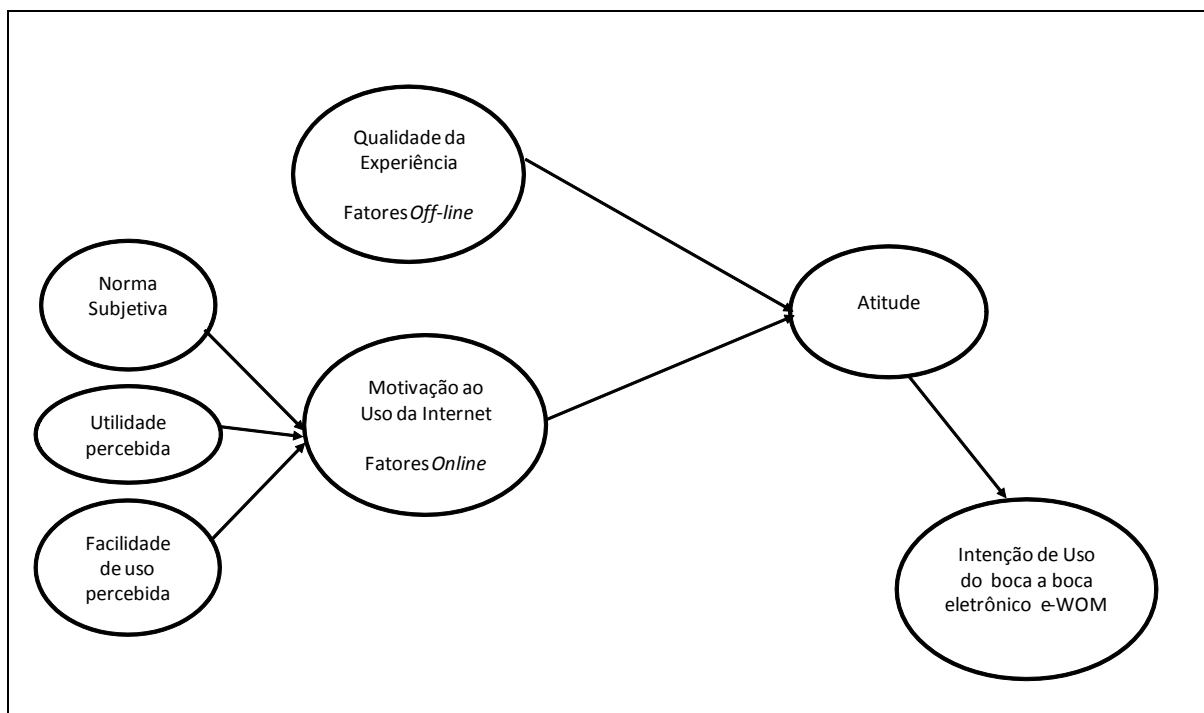 Qualidade da
Experiência
Fatores Off-line
Norma
Subjetiva
Utilidade
percebida
Facilidade
de uso
percebida
Motivação ao
Uso da Internet
Fatores Online
Atitude
Intenção de Uso
do boca a boca
eletrônico e-WOM